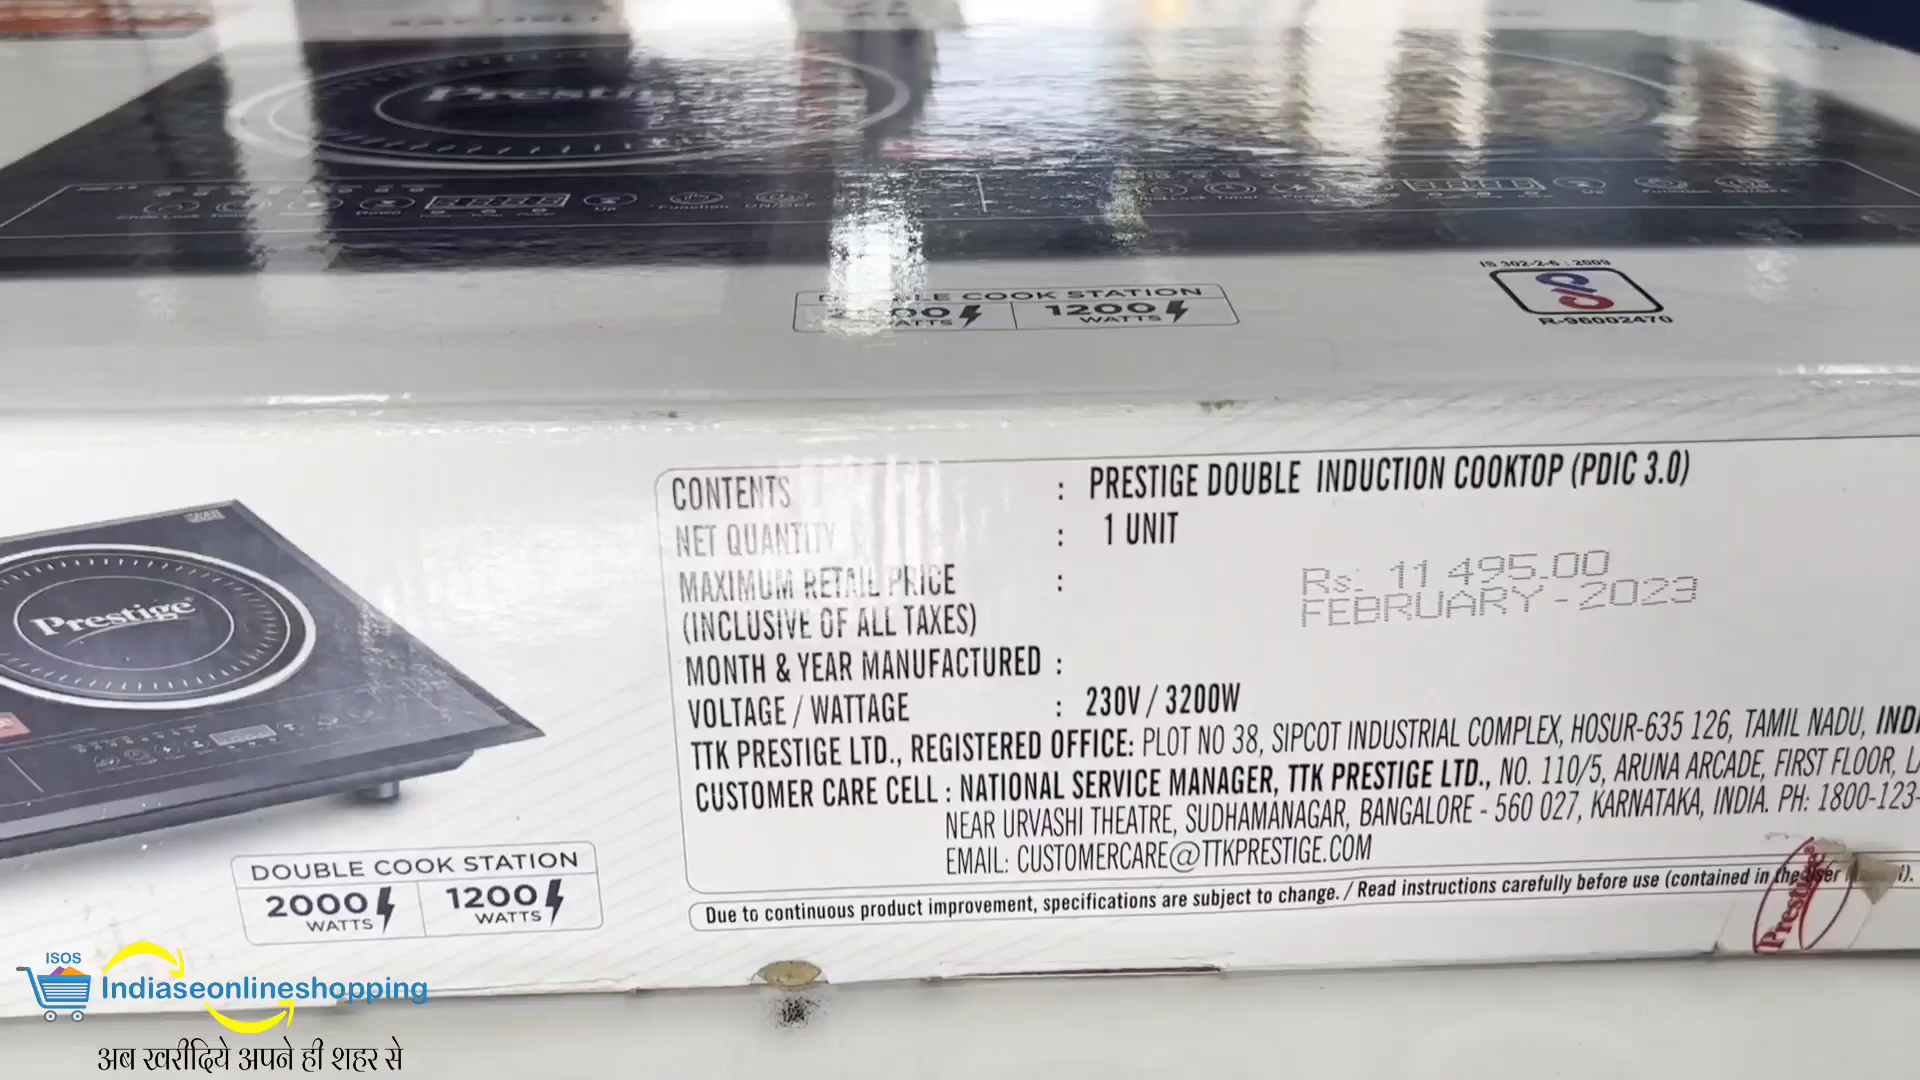 Prestige
DOUBLE COOK STATION
1200
WATTS
IS 302-2-6 : 2009
R-96002470
CONTENTS : PRESTIGE DOUBLE INDUCTION COOKTOP (PDIC 3.0)
NET QUANTITY : 1 UNIT
MAXIMUM RETAIL PRICE : Rs. 11 495.00
(INCLUSIVE OF ALL TAXES) FEBRUARY - 2023
MONTH & YEAR MANUFACTURED :
VOLTAGE / WATTAGE : 230V / 3200W
TTK PRESTIGE LTD., REGISTERED OFFICE: PLOT NO 38, SIPCOT INDUSTRIAL COMPLEX, HOSUR-635 126, TAMIL NADU, INDI
CUSTOMER CARE CELL : NATIONAL SERVICE MANAGER, TTK PRESTIGE LTD., NO. 110/5, ARUNA ARCADE, FIRST FLOOR,
NEAR URVASHI THEATRE, SUDHAMANAGAR, BANGALORE - 560 027, KARNATAKA, INDIA. PH: 1800-123-
EMAIL: CUSTOMERCARE@TTKPRESTIGE.COM
Due to continuous product improvement, specifications are subject to change. / Read instructions carefully before use (contained in the
Prestige
Prestige
DOUBLE COOK STATION
2000 WATTS 1200 WATTS
ISOS
Indiaseonlineshopping
अब खरीदिये अपने ही शहर से